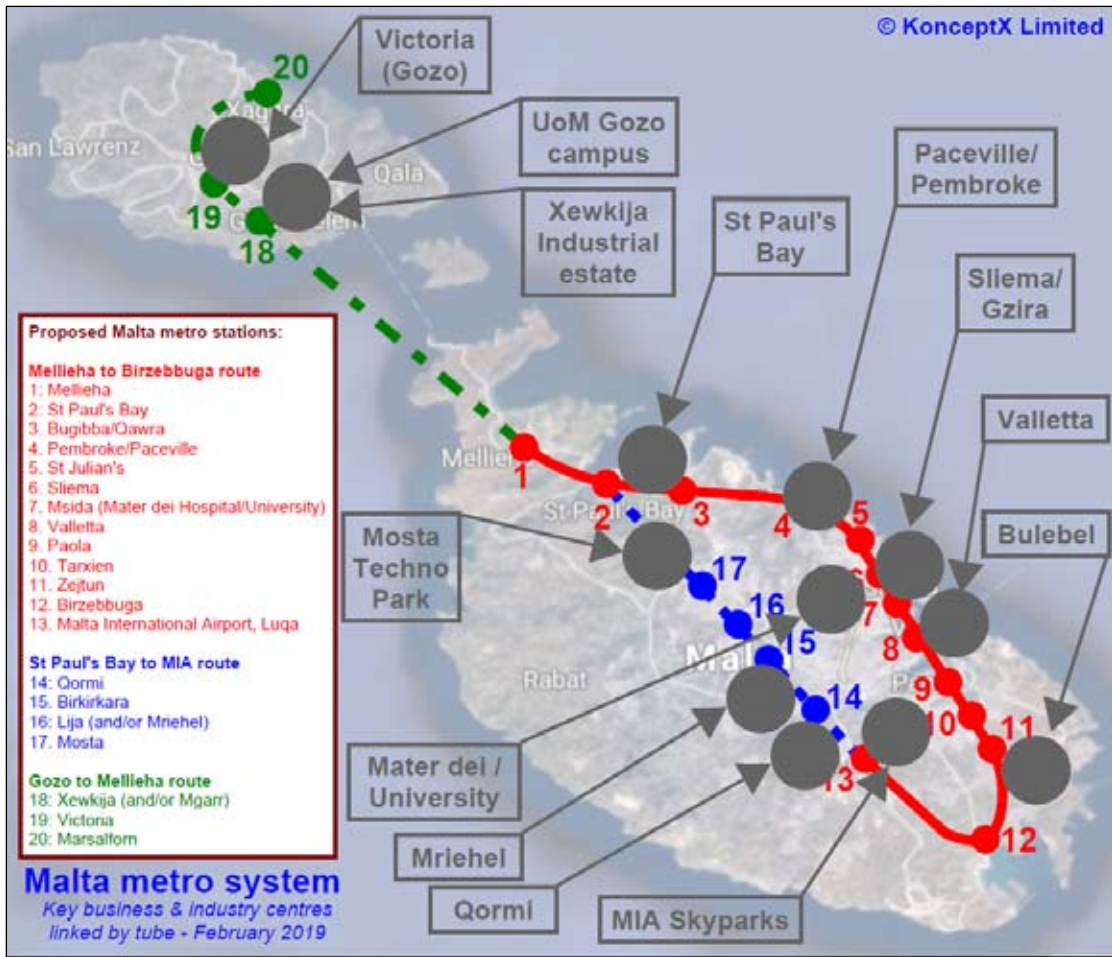 © KonceptX Limited
Victoria
(Gozo)
UoM Gozo
campus
Xewkija
Industrial
estate
St Paul's
Bay
Paceville/
Pembroke
Sliema/
Gzira
Valletta
Bulebel
20
San Lawrenz
Qala
19
18
Proposed Malta metro stations:
Mellieha to Birzebbuga route
1: Mellieha
2: St Paul's Bay
3: Bugibba/Qawra
4: Pembroke/Paceville
5: St Julian's
6: Sliema
7: Msida (Mater dei Hospital/University)
8: Valletta
9: Paola
10: Tarxien
11: Zejtun
12: Birzebbuga
13: Malta International Airport, Luqa
St Paul's Bay to MIA route
14: Qormi
15: Birkirkara
16: Lija (and/or Mriehel)
17. Mosta
Gozo to Mellieha route
18: Xewkija (and/or Mgarr)
19: Victoria
20: Marsalforn
1
2
St Paul's Bay
3
4
5
6
7
8
9
10
11
12
13
14
15
16
17
Rabat
Mosta
Techno
Park
Mater dei /
University
Mriehel
Qormi
MIA Skyparks
Malta metro system
Key business & industry centres
linked by tube - February 2019